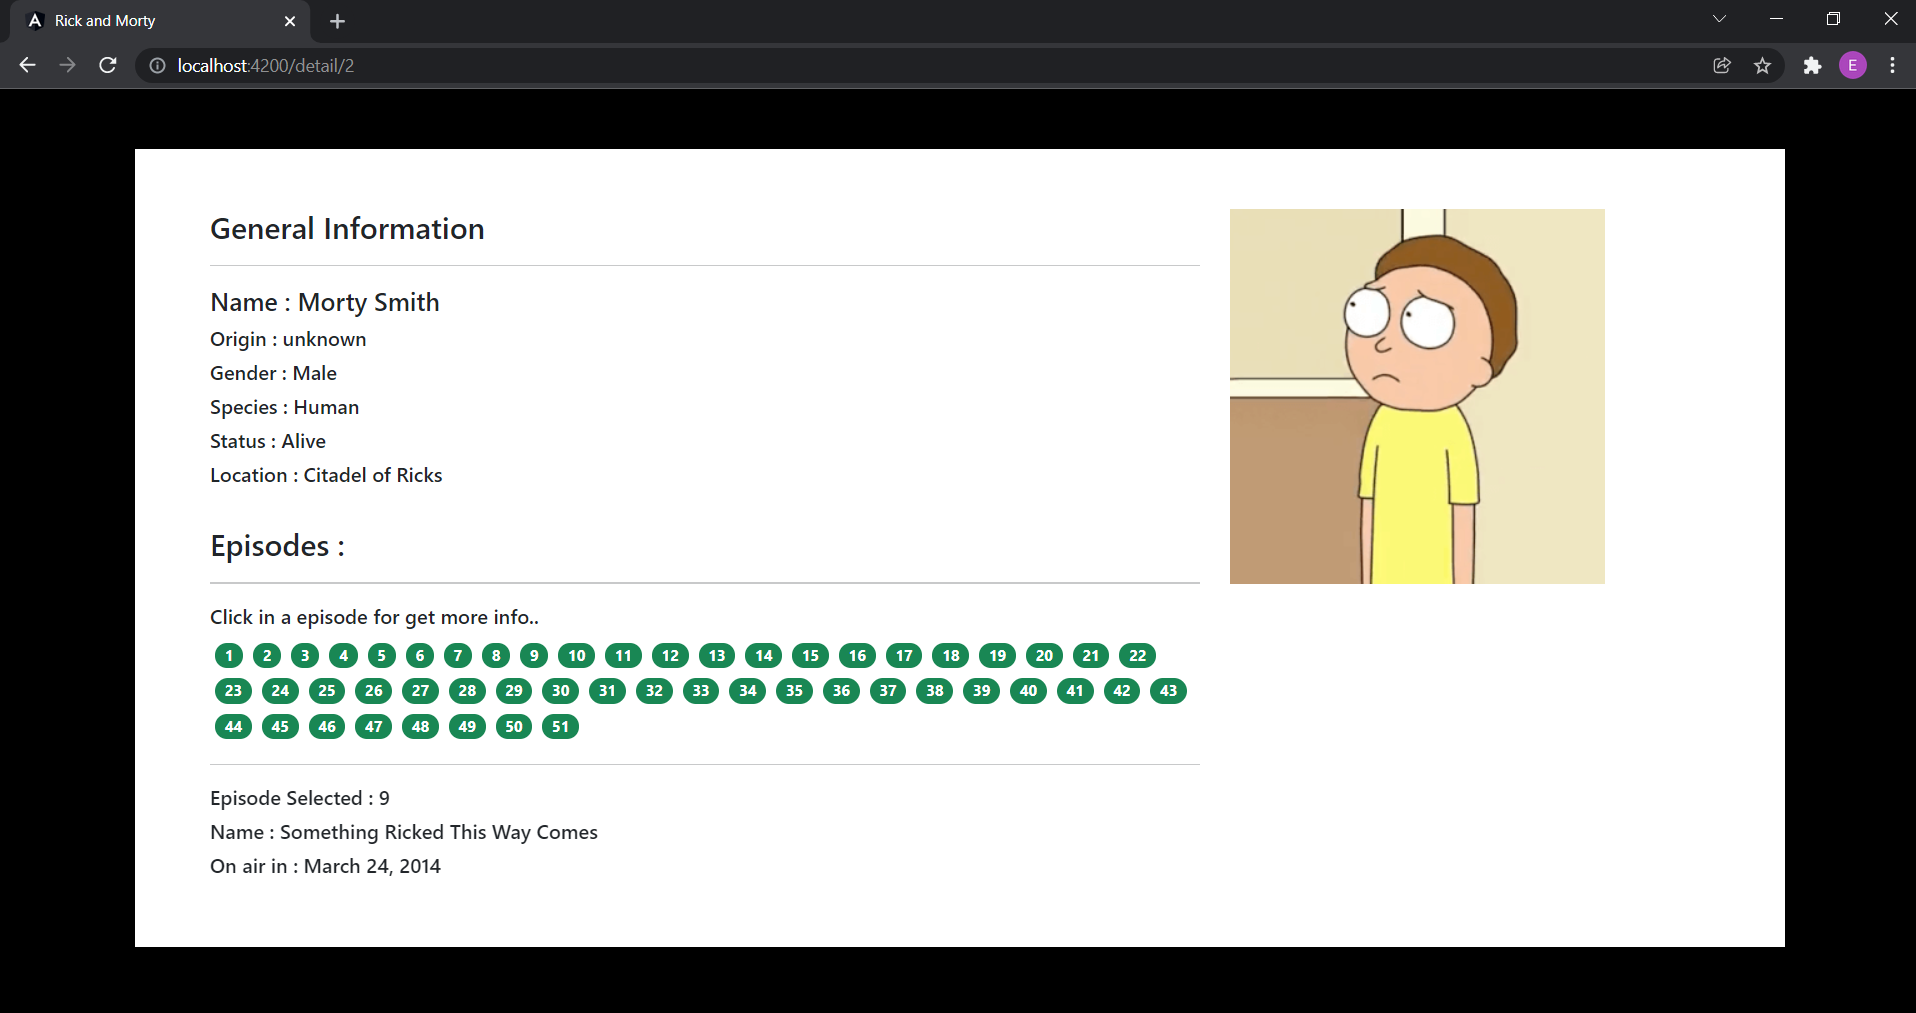 Rick and Morty
localhost:4200/detail/2
E
General Information
Name : Morty Smith
Origin : unknown
Gender : Male
Species : Human
Status : Alive
Location : Citadel of Ricks
Episodes :
Click in a episode for get more info..
1 2 3 4 5 6 7 8 9 10 11 12 13 14 15 16 17 18 19 20 21 22
23 24 25 26 27 28 29 30 31 32 33 34 35 36 37 38 39 40 41 42 43
44 45 46 47 48 49 50 51
Episode Selected : 9
Name : Something Ricked This Way Comes
On air in : March 24, 2014